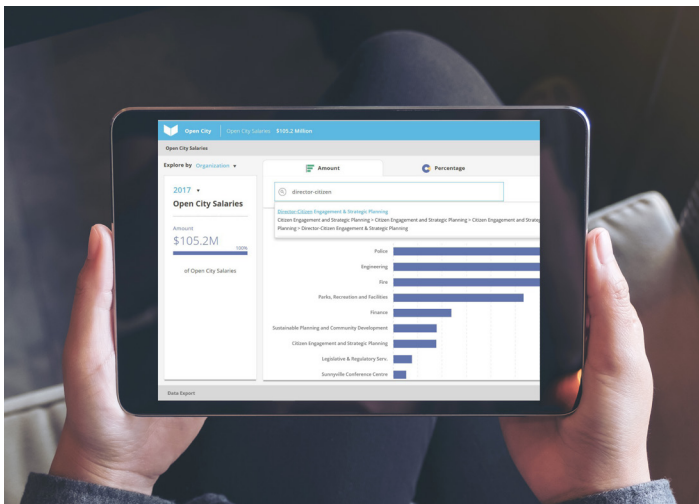 Open City
Open City Salaries $105.2 Million
Open City Salaries
Explore by Organization
Amount
Percentage
2017
Open City Salaries
Amount
$105.2M
100%
of Open City Salaries
director-citizen
Director-Citizen Engagement & Strategic Planning
Citizen Engagement and Strategic Planning > Citizen Engagement and Strategic Planning > Citizen Engagement and Strateg
Planning > Director-Citizen Engagement & Strategic Planning
Police
Engineering
Fire
Parks, Recreation and Facilities
Finance
Sustainable Planning and Community Development
Citizen Engagement and Strategic Planning
Legislative & Regulatory Serv.
Sunnyville Conference Centre
Data Export